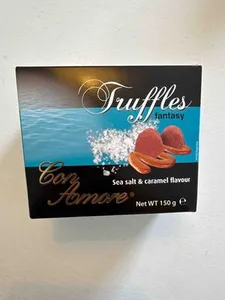 Truffles
fantasy
Con
Amore®
Sea salt & caramel flavour
Net WT 150 g ℮